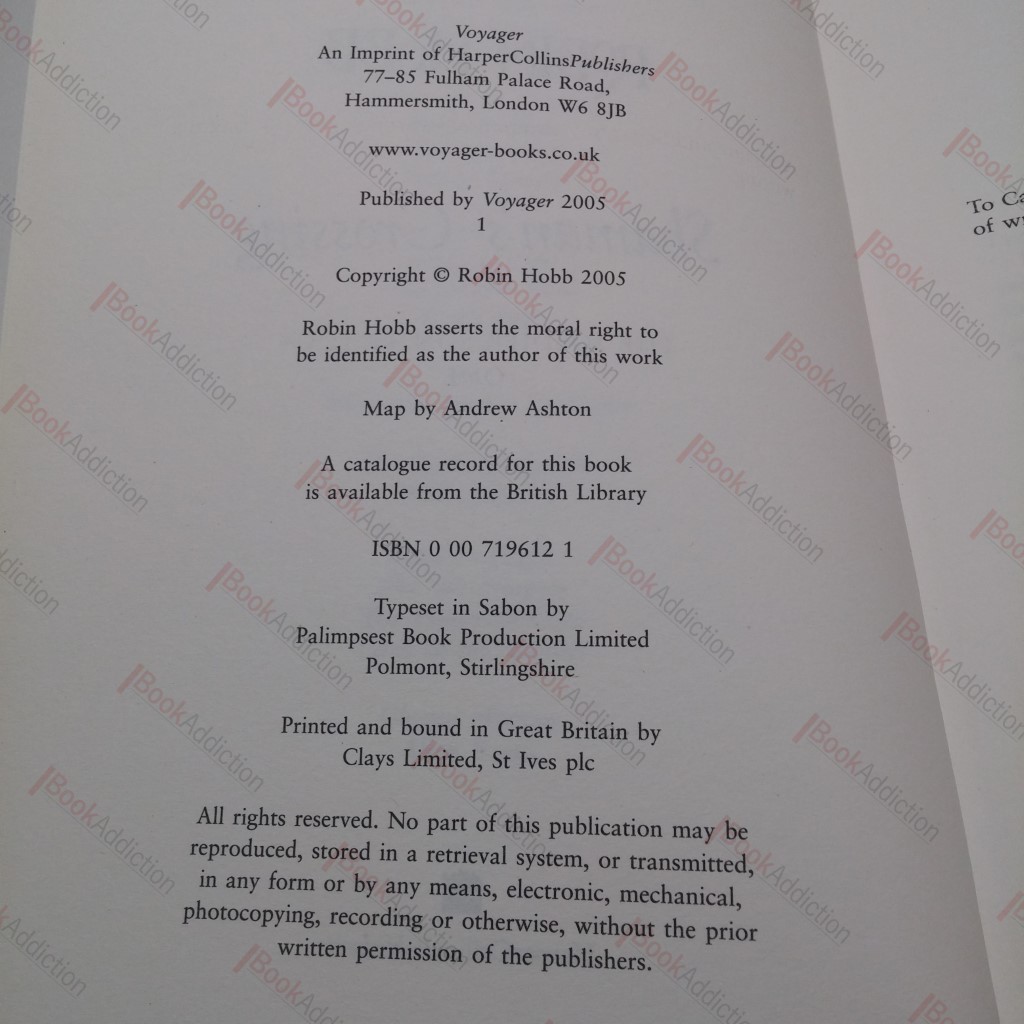 Voyager
An Imprint of HarperCollinsPublishers
77–85 Fulham Palace Road,
Hammersmith, London W6 8JB
www.voyager-books.co.uk
Published by Voyager 2005
1
Copyright © Robin Hobb 2005
Robin Hobb asserts the moral right to
be identified as the author of this work
Map by Andrew Ashton
A catalogue record for this book
is available from the British Library
ISBN 0 00 719612 1
Typeset in Sabon by
Palimpsest Book Production Limited
Polmont, Stirlingshire
Printed and bound in Great Britain by
Clays Limited, St Ives plc
All rights reserved. No part of this publication may be
reproduced, stored in a retrieval system, or transmitted,
in any form or by any means, electronic, mechanical,
photocopying, recording or otherwise, without the prior
written permission of the publishers.
To
of
BookAddiction